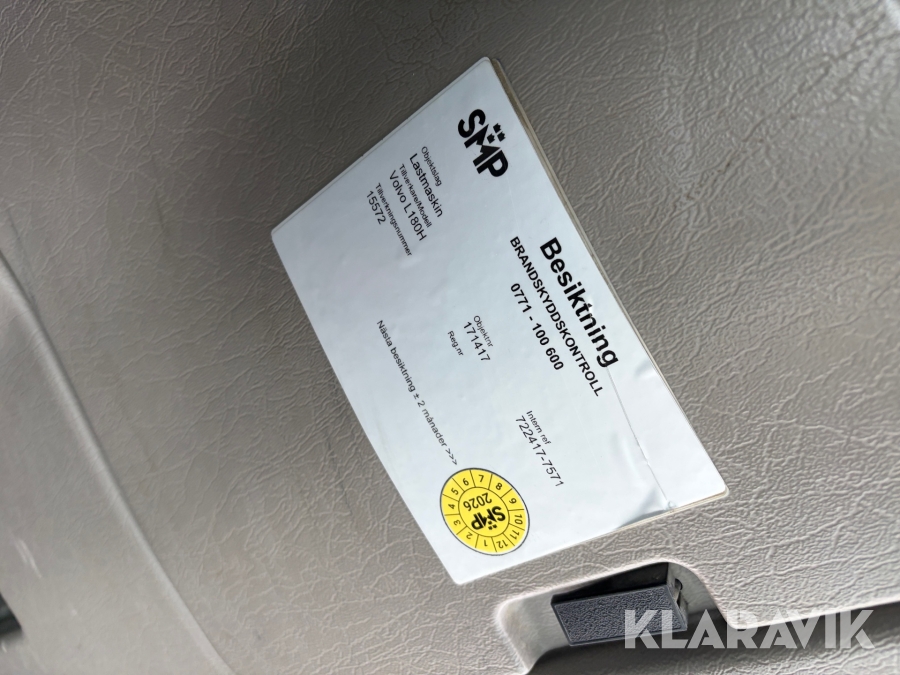 SMP
Besiktning
BRANDSKYDDSKONTROLL
0771 - 100 600
Objektslag
Lastmaskin
Tillverkare/Modell
Volvo L180H
Tillverkningsnummer
15572
Objektnr
171417
Reg.nr
Intern ref
722417-7571
Nästa besiktning ± 2 månader >>>
SMP
2026
1 2 3 4 5 6 7 8 9 10 11 12
KLARAVIK